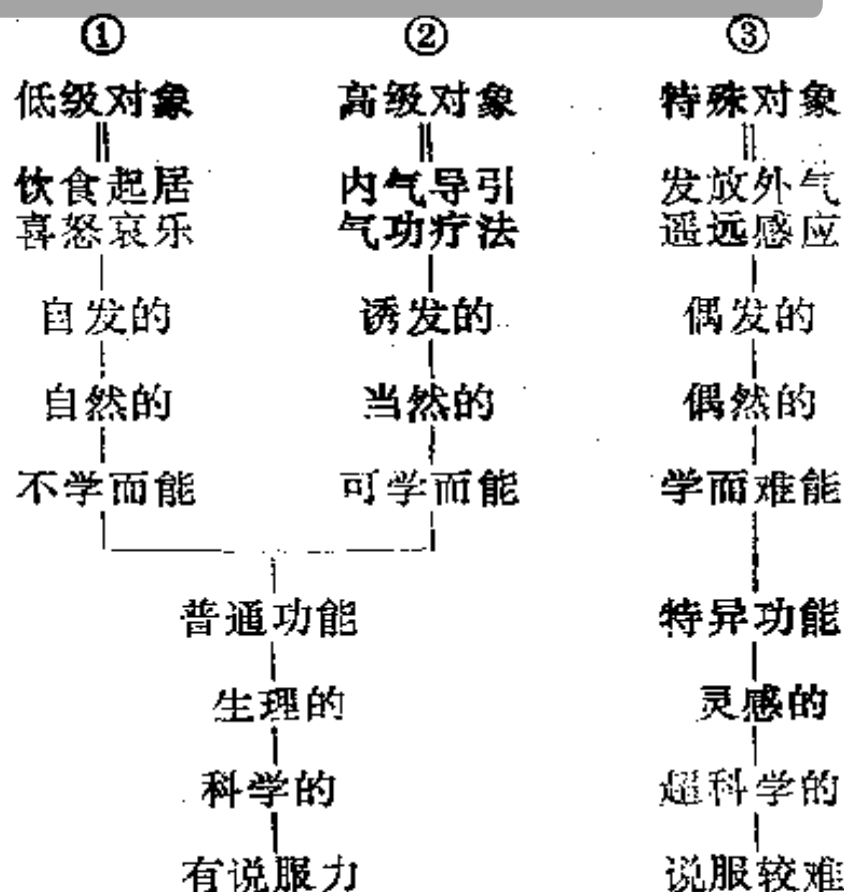 ① ② ③
低级对象 高级对象 特殊对象
饮食起居 内气导引 发放外气
喜怒哀乐 气功疗法 遥远感应
自发的 诱发的 偶发的
自然的 当然的 偶然的
不学而能 可学而能 学而难能
普通功能 特异功能
生理的 灵感的
科学的 超科学的
有说服力 说服较难